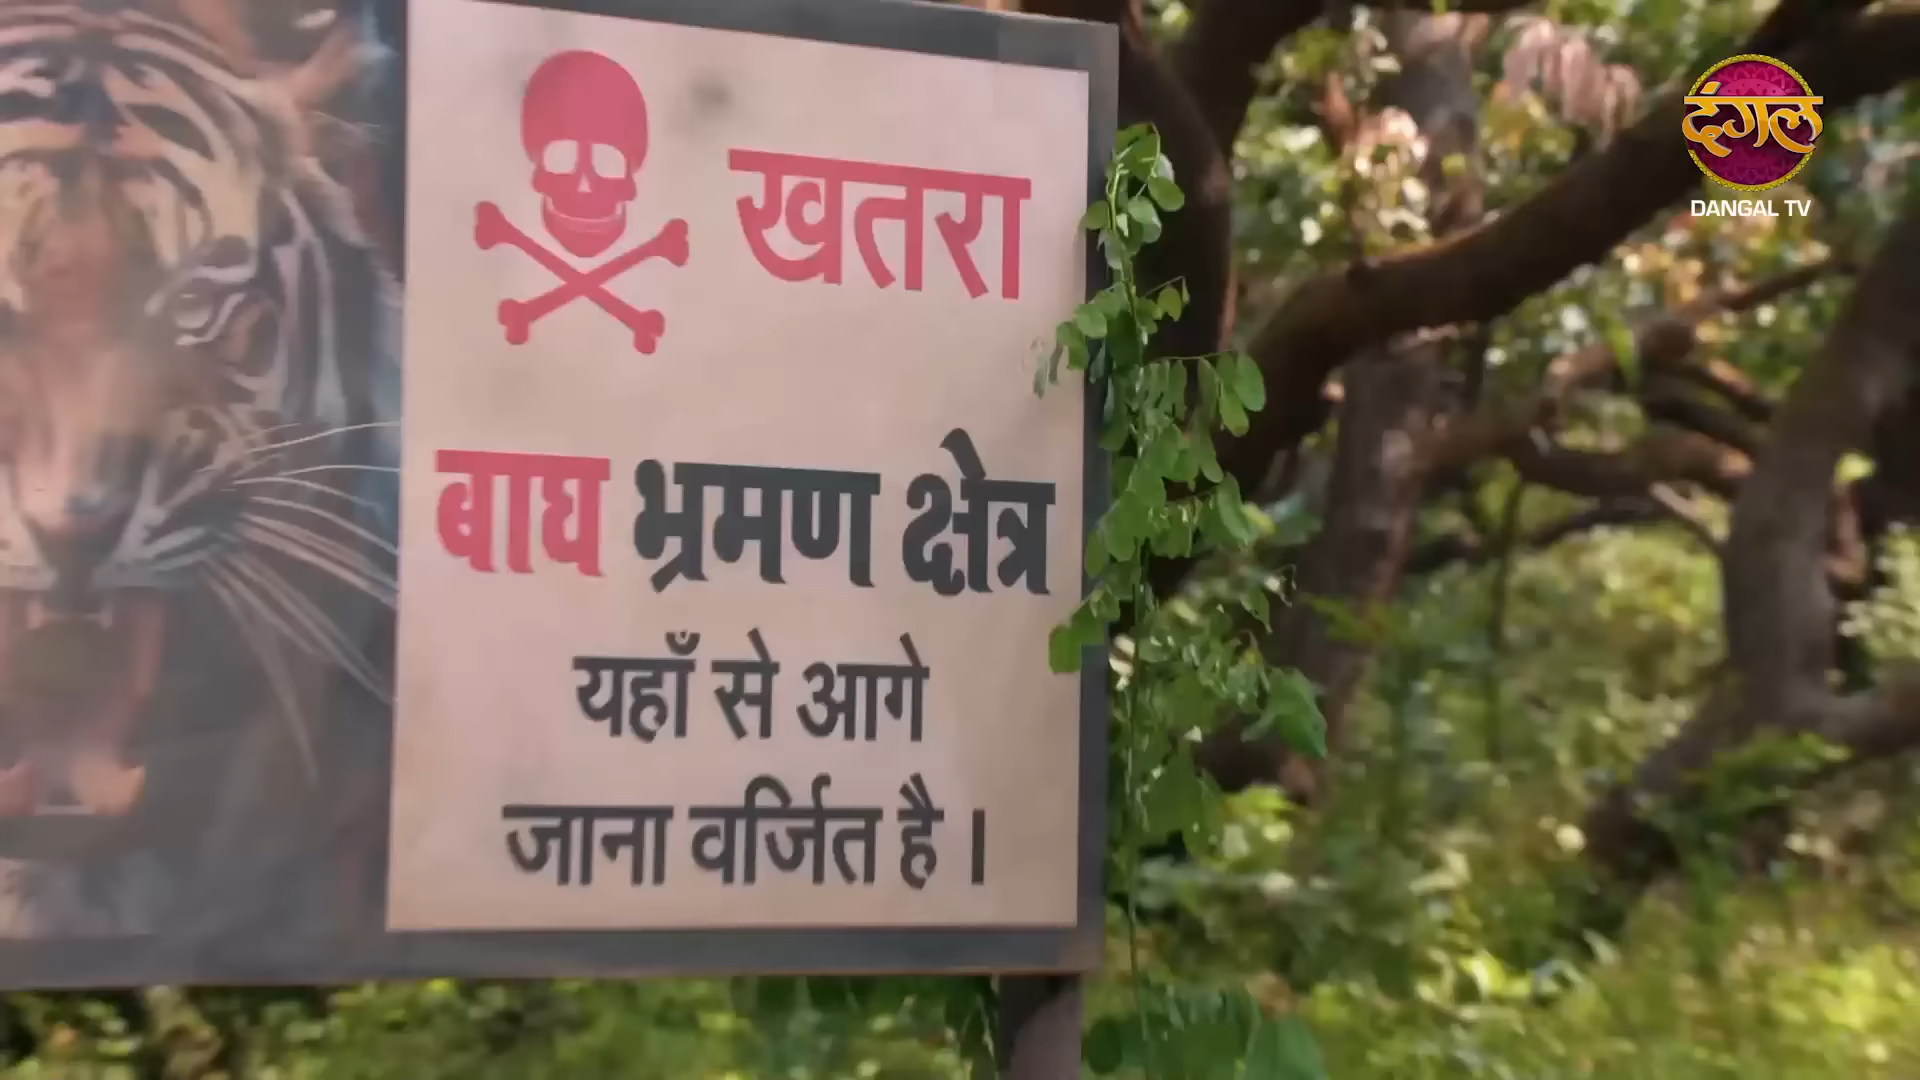 खतरा
बाघ भ्रमण क्षेत्र
यहाँ से आगे
जाना वर्जित है ।
दंगल
DANGAL TV